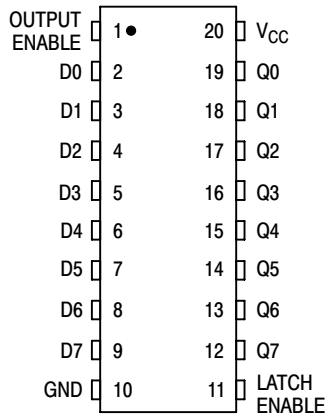 OUTPUT
ENABLE 1 20 VCC
D0 2 19 Q0
D1 3 18 Q1
D2 4 17 Q2
D3 5 16 Q3
D4 6 15 Q4
D5 7 14 Q5
D6 8 13 Q6
D7 9 12 Q7
GND 10 11 LATCH
ENABLE